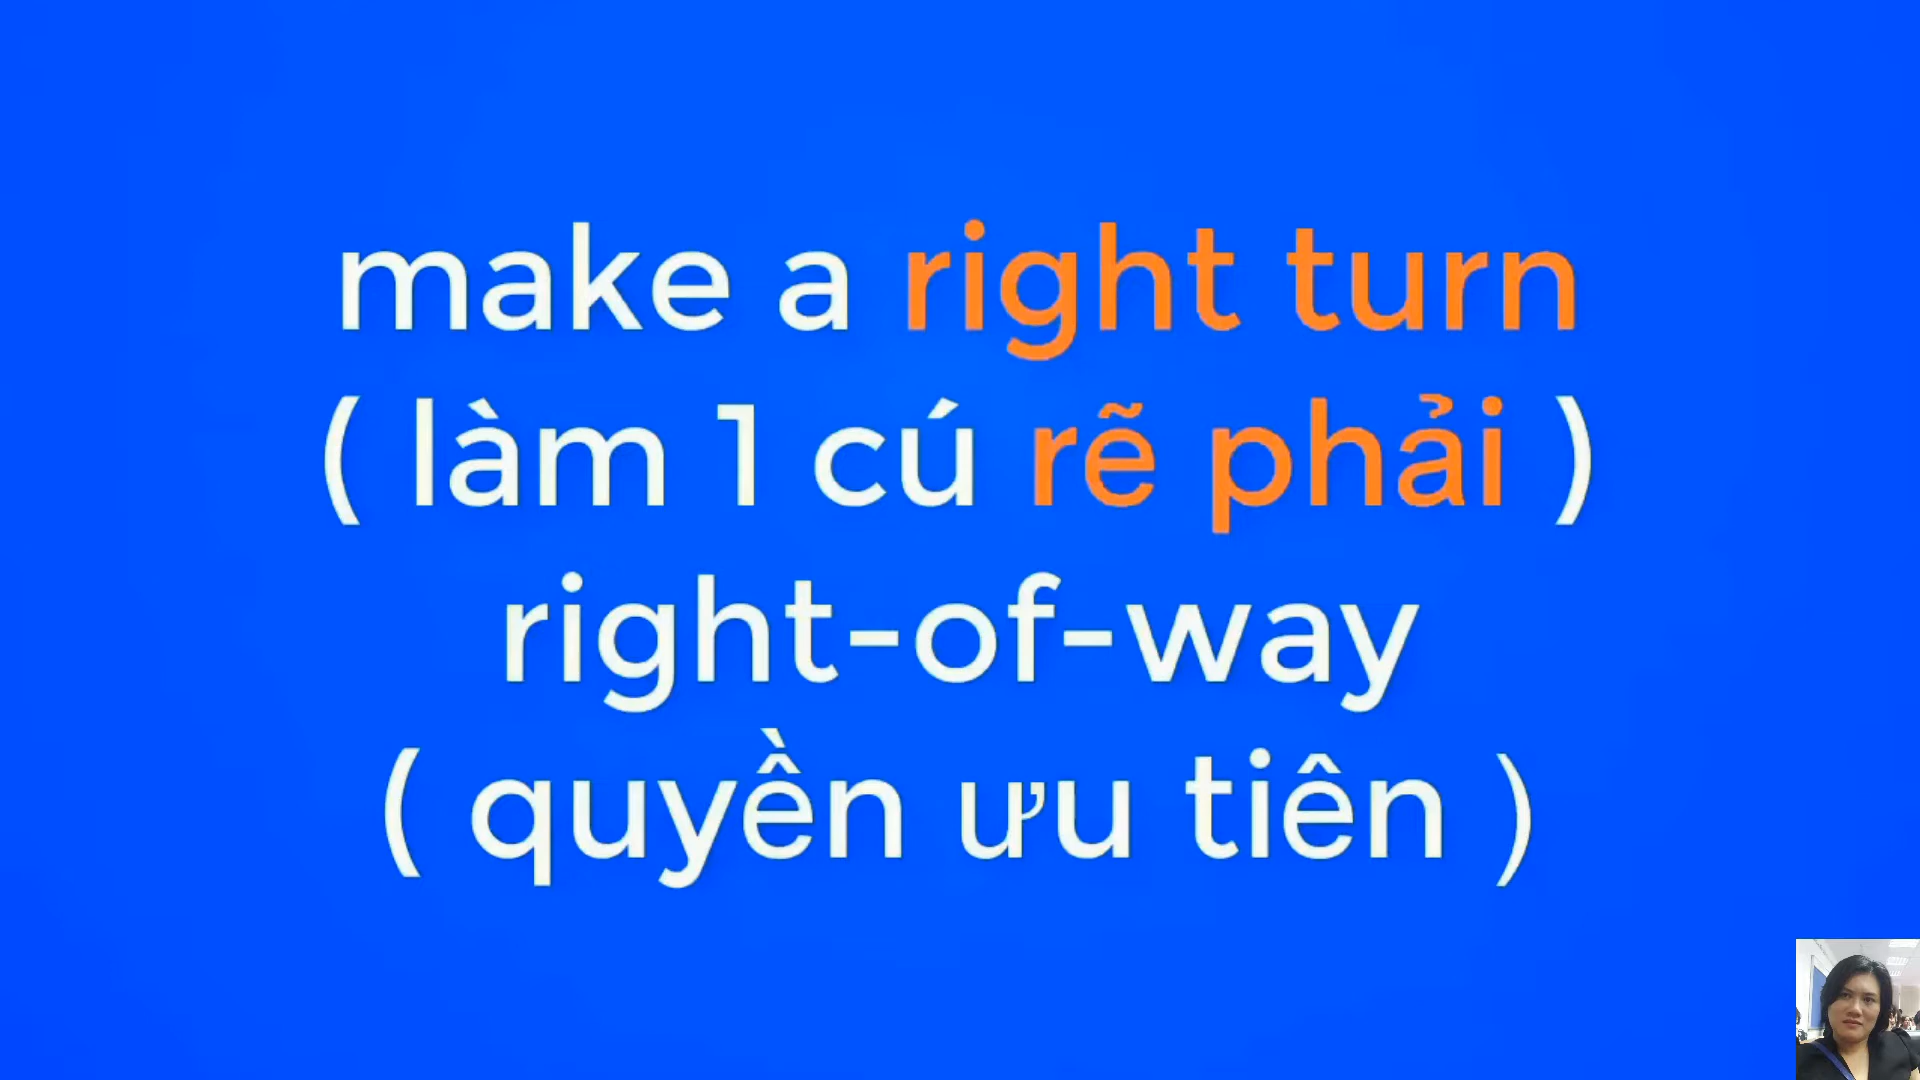 make a right turn
( làm 1 cú rẽ phải )
right-of-way
( quyền ưu tiên )